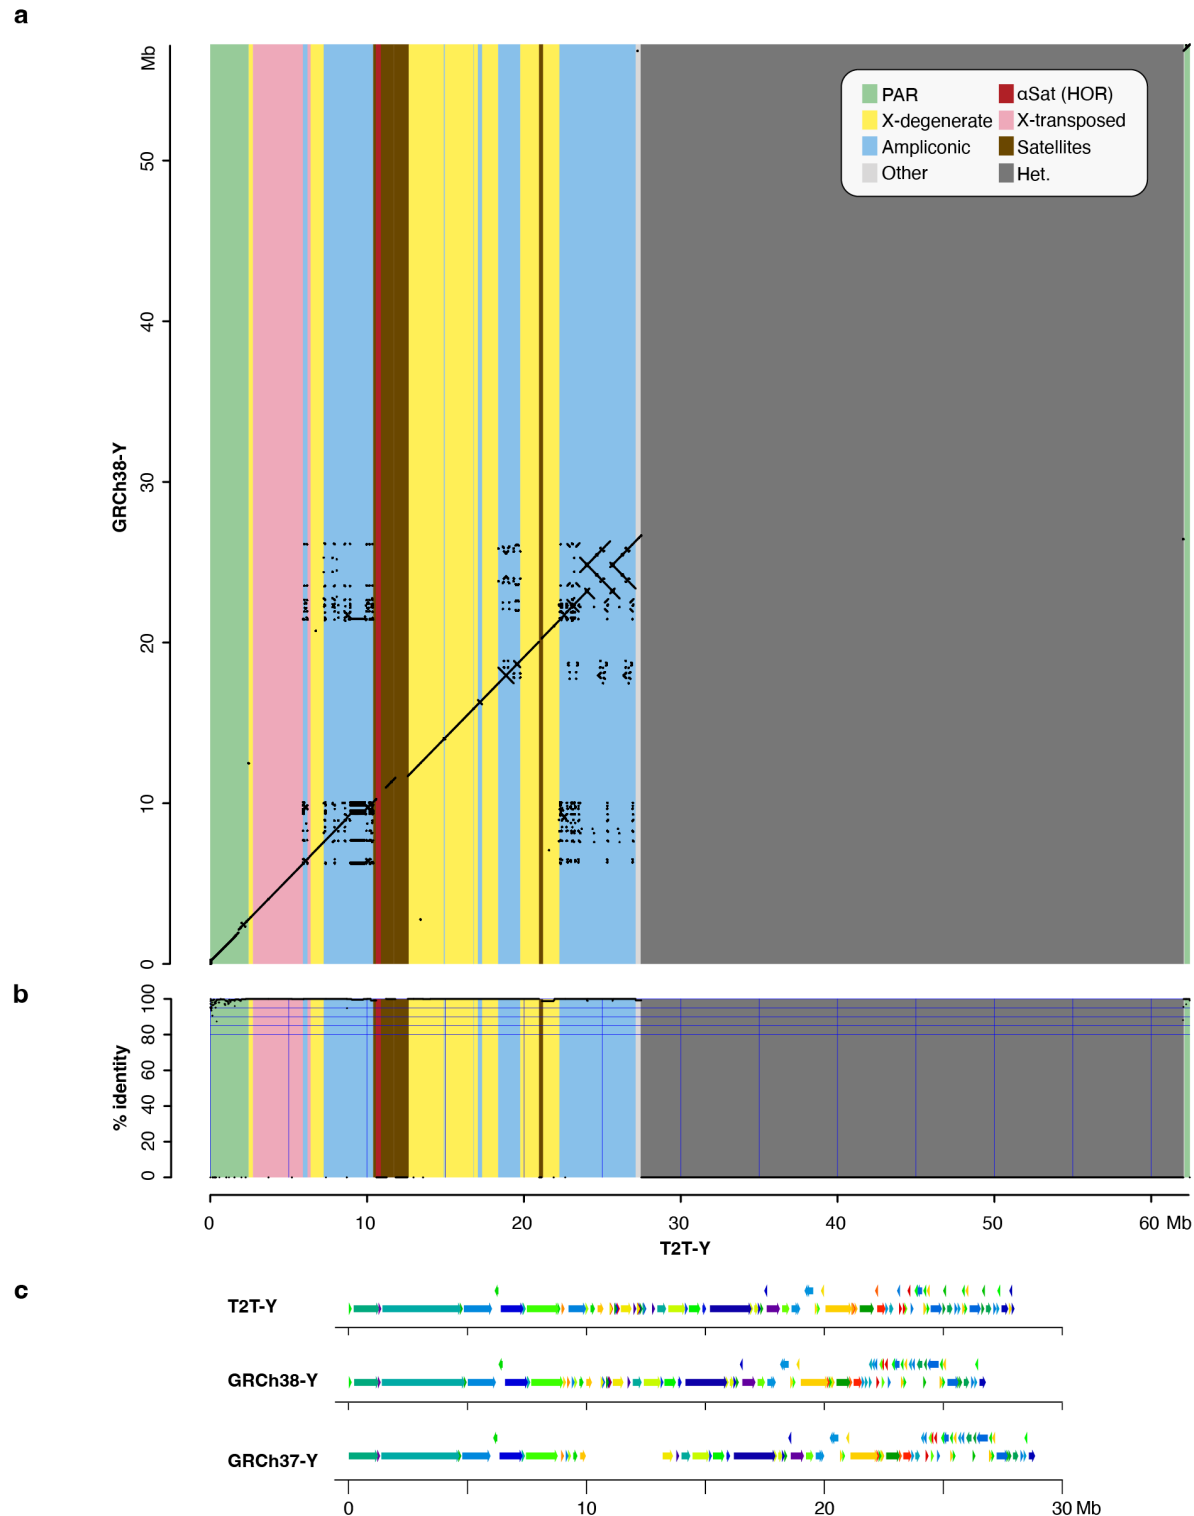 a
Mb
50
40
30
20
10
0
GRCh38-Y
PAR
αSat (HOR)
X-degenerate
X-transposed
Ampliconic
Satellites
Other
Het.
b
100
80
60
40
20
0
% identity
0 10 20 30 40 50 60 Mb
T2T-Y
c
T2T-Y
GRCh38-Y
GRCh37-Y
0 10 20 30 Mb